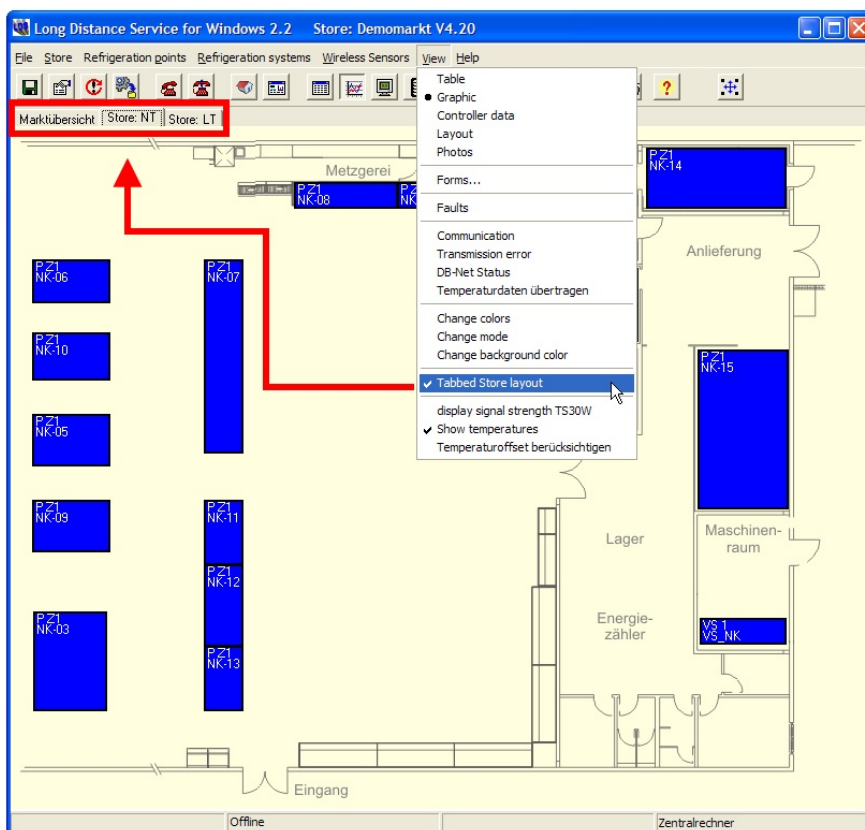 Long Distance Service for Windows 2.2 Store: Demomarkt V4.20
File Store Refrigeration points Refrigeration systems Wireless Sensors View Help
Marktübersicht Store: NT Store: LT
Table
Graphic
Controller data
Layout
Photos
Forms...
Faults
Communication
Transmission error
DB-Net Status
Temperaturdaten übertragen
Change colors
Change mode
Change background color
Tabbed Store layout
display signal strength TS30W
Show temperatures
Temperaturoffset berücksichtigen
Metzgerei
PZ1
NK-08
PZ1
NK-14
Anlieferung
PZ1
NK-06
PZ1
NK-07
PZ1
NK-10
PZ1
NK-15
PZ1
NK-05
PZ1
NK-09
PZ1
NK-11
Lager
Maschinen-
raum
PZ1
NK-12
PZ1
NK-03
Energie-
zähler
VS 1
VS_NK
PZ1
NK-13
Eingang
Offline
Zentralrechner